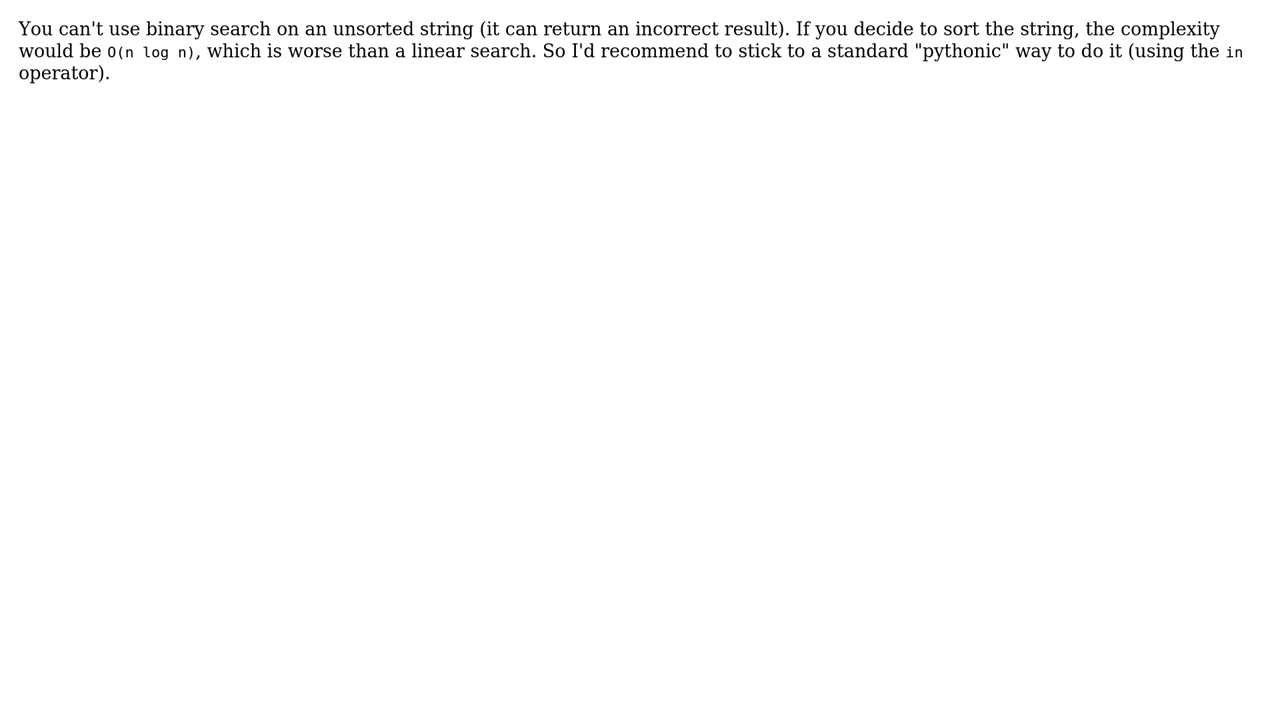 You can't use binary search on an unsorted string (it can return an incorrect result). If you decide to sort the string, the complexity
would be O(n log n), which is worse than a linear search. So I'd recommend to stick to a standard "pythonic" way to do it (using the in
operator).